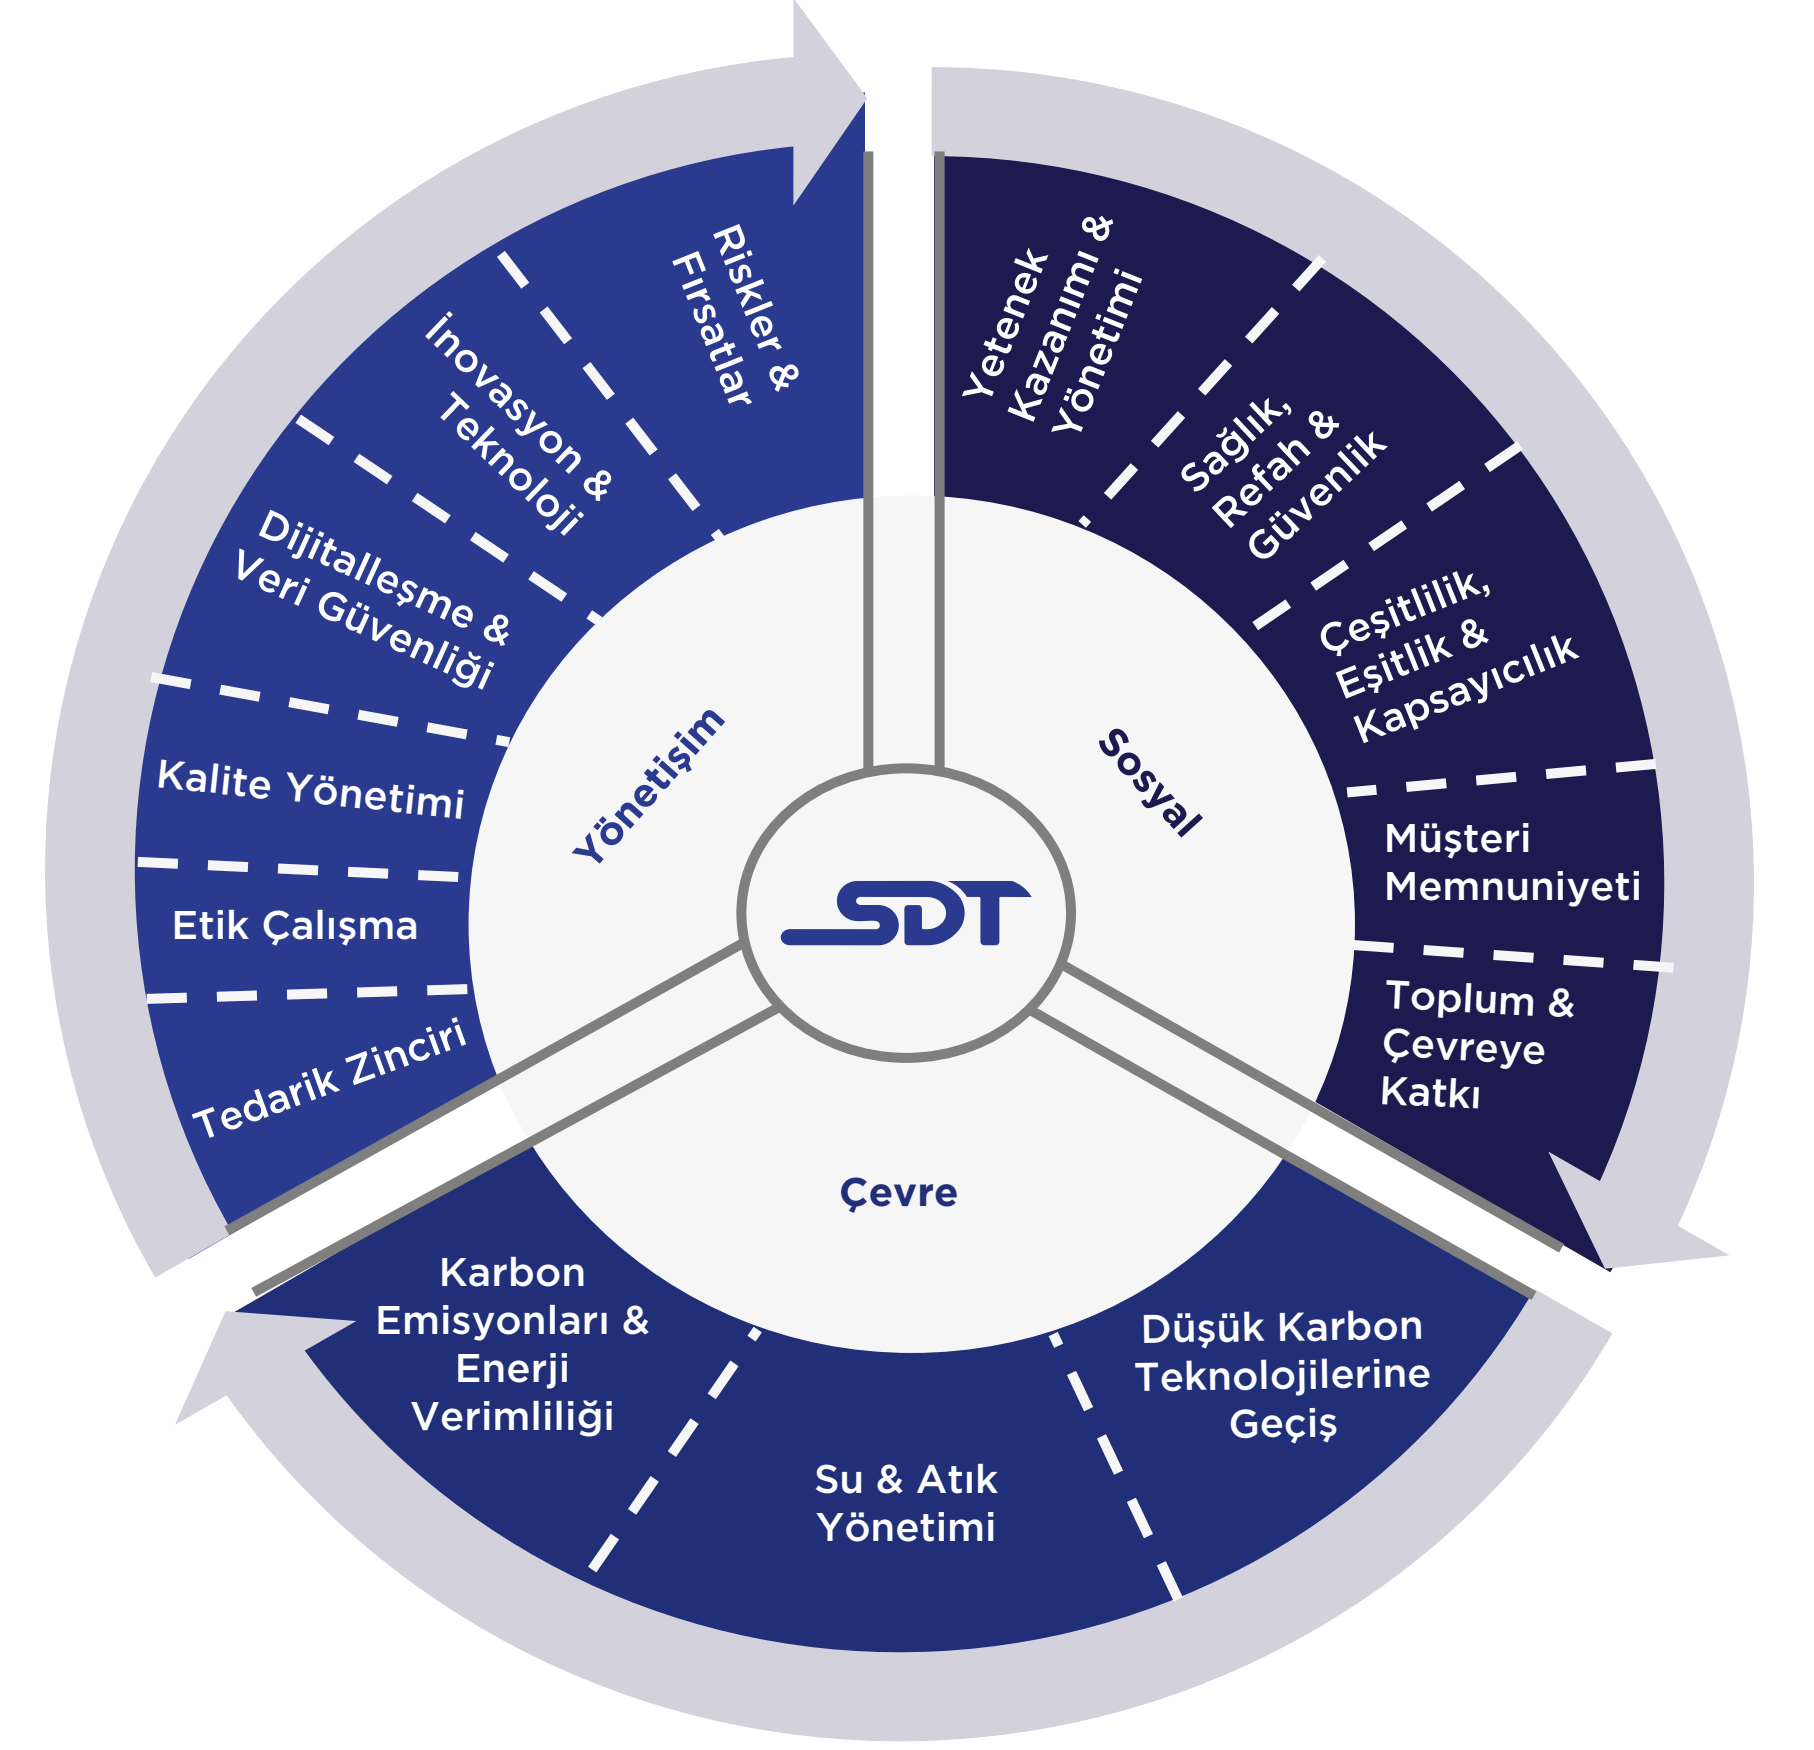 Riskler &
Fırsatlar
İnovasyon &
Teknoloji
Dijitalleşme &
Veri Güvenliği
Kalite Yönetimi
Etik Çalışma
Tedarik Zinciri
Yönetişim
Yetenek
Kazanımı &
Yönetimi
Sağlık,
Refah &
Güvenlik
Çeşitlilik,
Eşitlik &
Kapsayıcılık
Müşteri
Memnuniyeti
Toplum &
Çevreye
Katkı
Sosyal
SDT
Çevre
Karbon
Emisyonları &
Enerji
Verimliliği
Su & Atık
Yönetimi
Düşük Karbon
Teknolojilerine
Geçiş